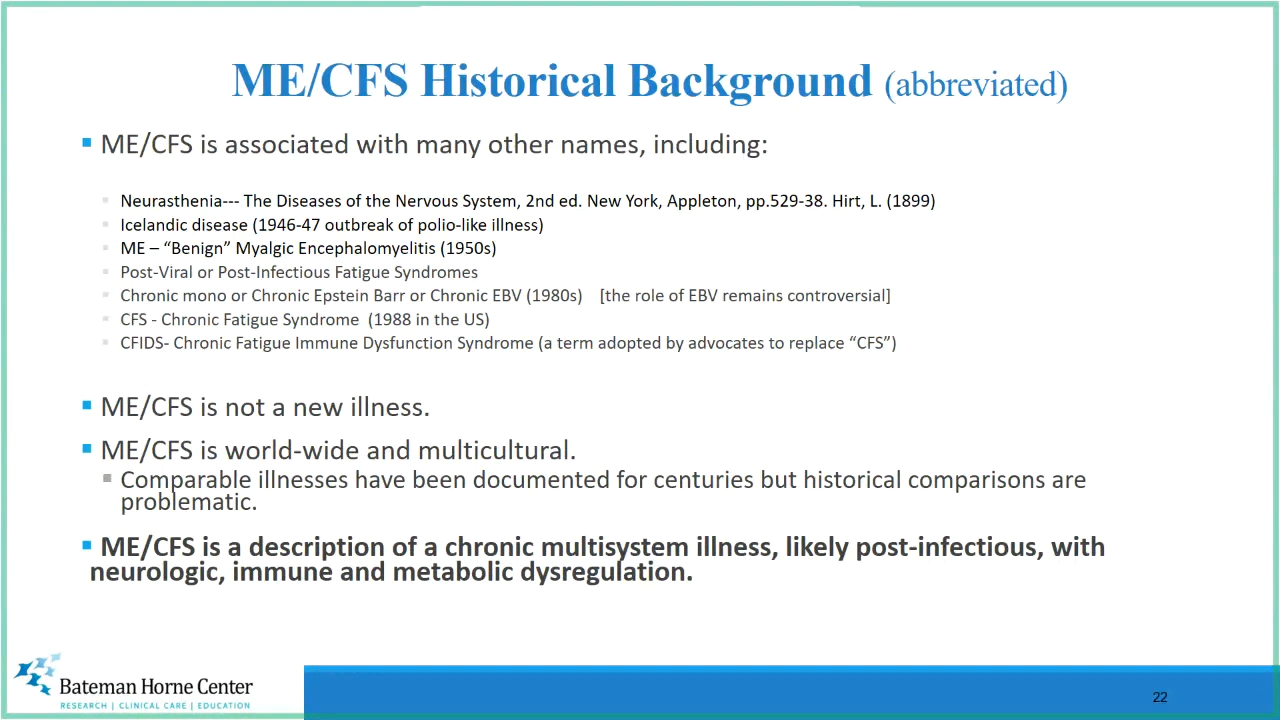 ME/CFS Historical Background (abbreviated)
ME/CFS is associated with many other names, including:
Neurasthenia--- The Diseases of the Nervous System, 2nd ed. New York, Appleton, pp.529-38. Hirt, L. (1899)
Icelandic disease (1946-47 outbreak of polio-like illness)
ME – “Benign” Myalgic Encephalomyelitis (1950s)
Post-Viral or Post-Infectious Fatigue Syndromes
Chronic mono or Chronic Epstein Barr or Chronic EBV (1980s) [the role of EBV remains controversial]
CFS - Chronic Fatigue Syndrome (1988 in the US)
CFIDS- Chronic Fatigue Immune Dysfunction Syndrome (a term adopted by advocates to replace “CFS”)
ME/CFS is not a new illness.
ME/CFS is world-wide and multicultural.
Comparable illnesses have been documented for centuries but historical comparisons are
problematic.
ME/CFS is a description of a chronic multisystem illness, likely post-infectious, with
neurologic, immune and metabolic dysregulation.
Bateman Horne Center
RESEARCH | CLINICAL CARE | EDUCATION
22